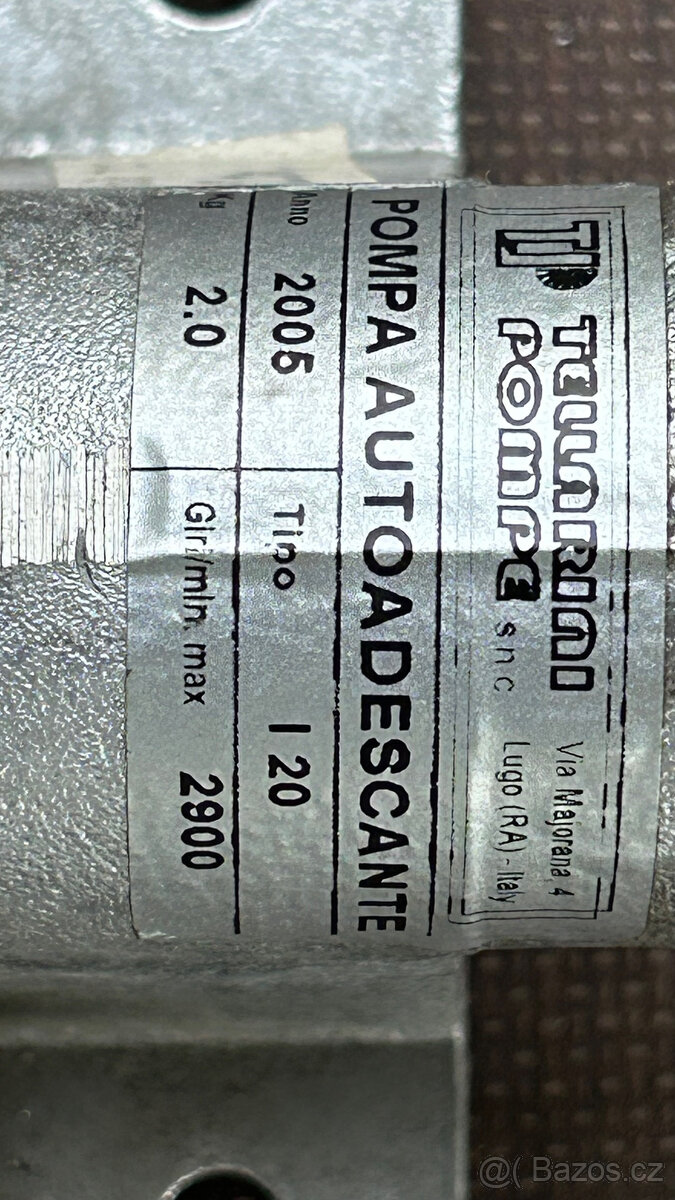 TP TELLARINI
POMPE snc
Via Majorana, 4
Lugo (RA) - Italy
POMPA AUTOADESCANTE
Anno 2005 Tipo I 20
Kg 2.0 Giri/min. max 2900
@( Bazos.cz